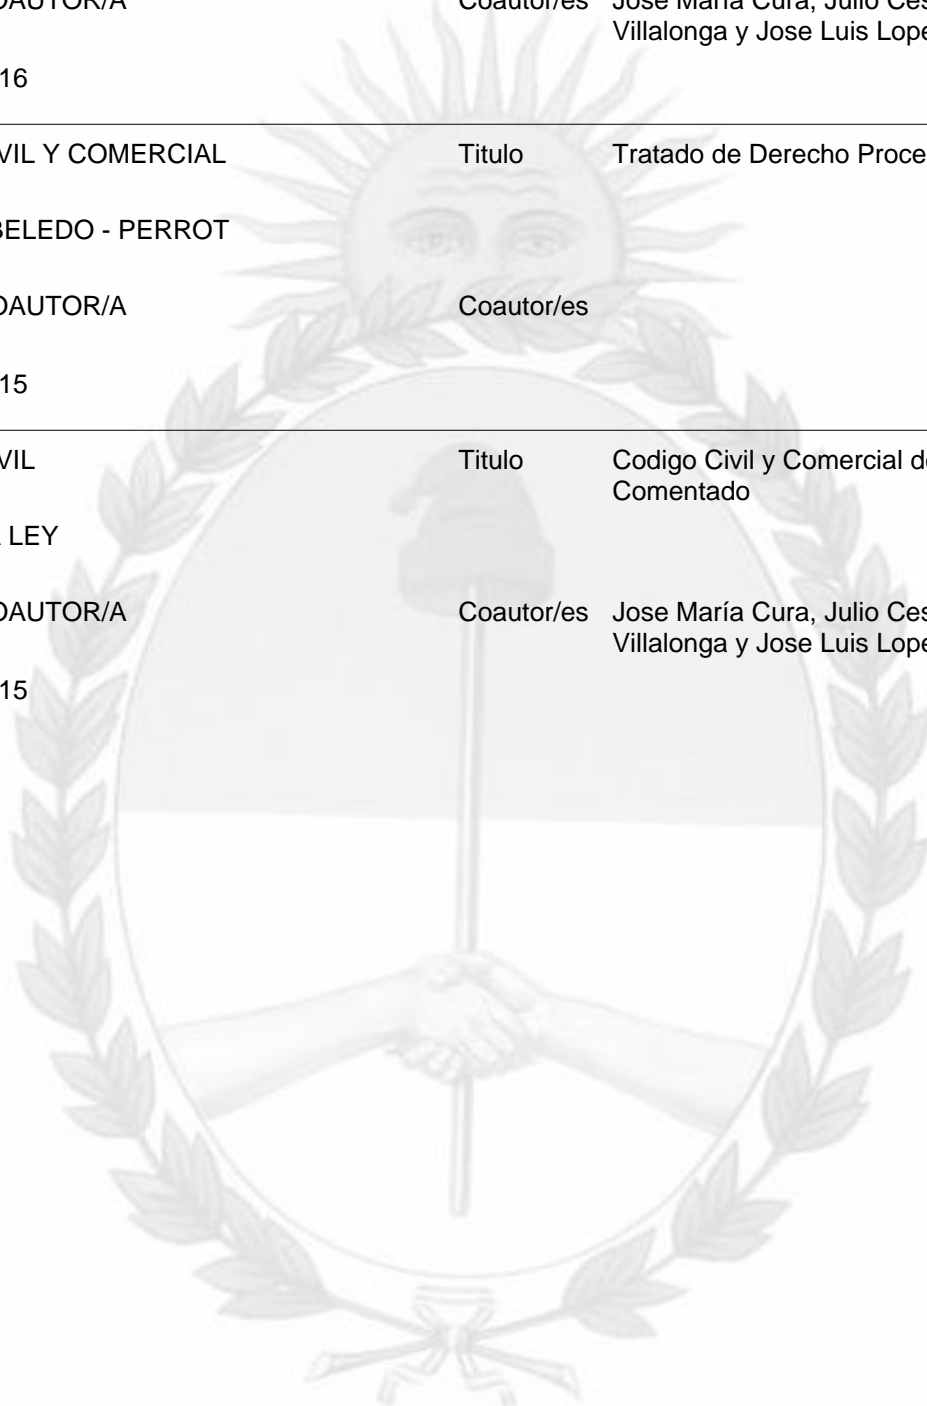 OAUTOR/A Coautor/es José María Cura, Julio Ces
Villalonga y Jose Luis Lope
16
VIL Y COMERCIAL Titulo Tratado de Derecho Proce
BELEDO - PERROT
OAUTOR/A Coautor/es
15
VIL Titulo Codigo Civil y Comercial de
Comentado
LEY
OAUTOR/A Coautor/es Jose María Cura, Julio Ces
Villalonga y Jose Luis Lope
15